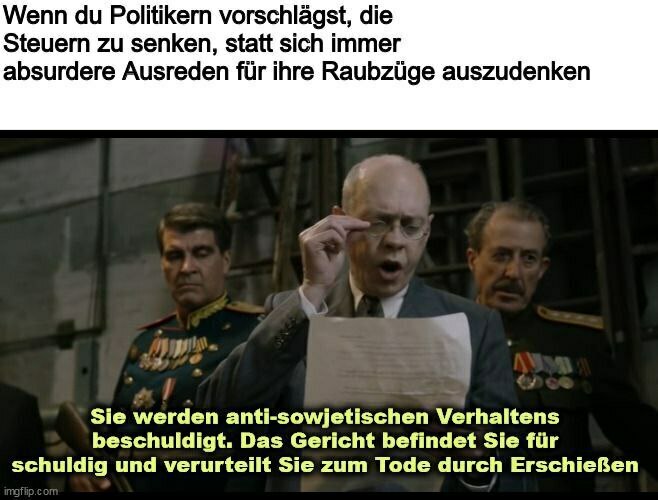 Wenn du Politikern vorschlägst, die
Steuern zu senken, statt sich immer
absurdere Ausreden für ihre Raubzüge auszudenken
Sie werden anti-sowjetischen Verhaltens
beschuldigt. Das Gericht befindet Sie für
schuldig und verurteilt Sie zum Tode durch Erschießen
imgflip.com